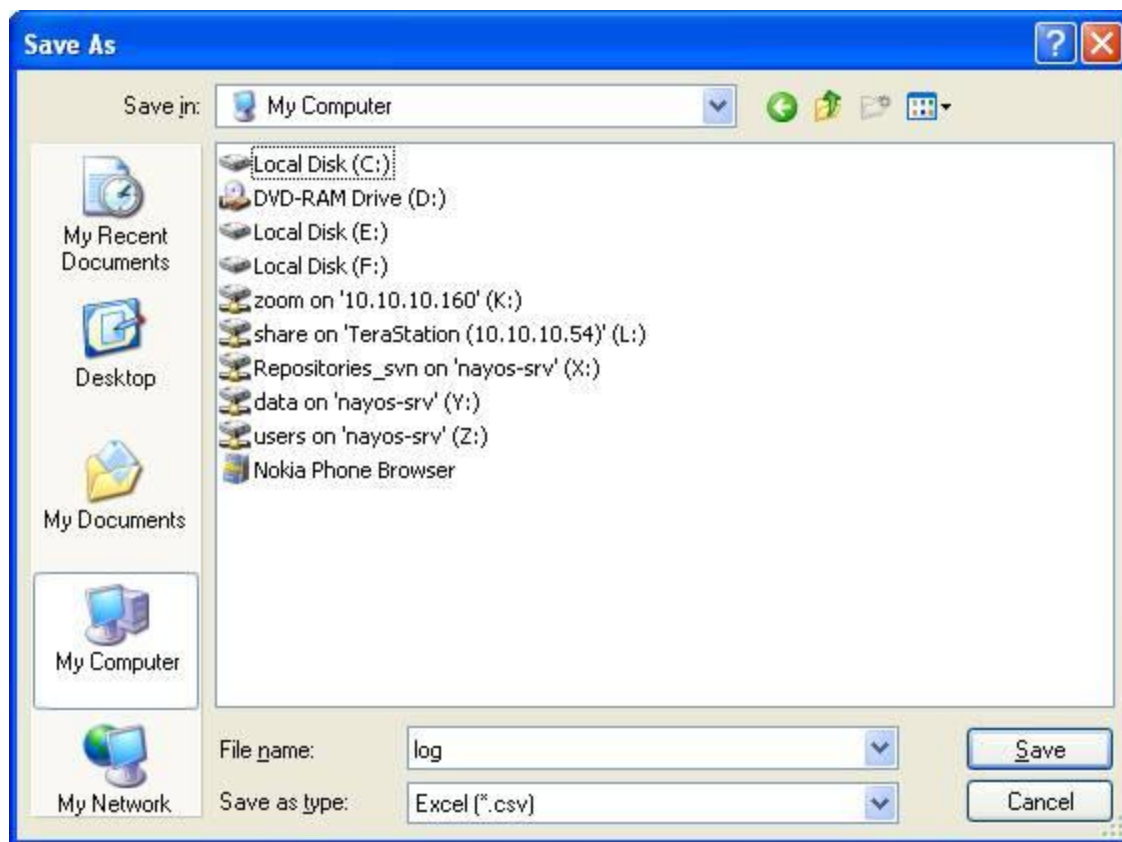 Save As
Save in:
My Computer
My Recent
Documents
Desktop
My Documents
My Computer
My Network
Local Disk (C:)
DVD-RAM Drive (D:)
Local Disk (E:)
Local Disk (F:)
zoom on '10.10.10.160' (K:)
share on 'TeraStation (10.10.10.54)' (L:)
Repositories_svn on 'nayos-srv' (X:)
data on 'nayos-srv' (Y:)
users on 'nayos-srv' (Z:)
Nokia Phone Browser
File name:
log
Save
Save as type:
Excel (*.csv)
Cancel